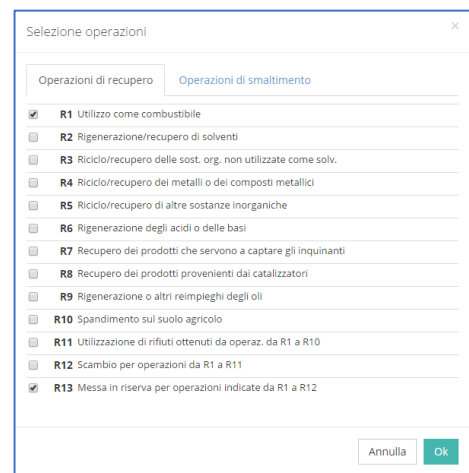 Selezione operazioni ×
Operazioni di recupero Operazioni di smaltimento
R1 Utilizzo come combustibile
R2 Rigenerazione/recupero di solventi
R3 Riciclo/recupero delle sost. org. non utilizzate come solv.
R4 Riciclo/recupero dei metalli o dei composti metallici
R5 Riciclo/recupero di altre sostanze inorganiche
R6 Rigenerazione degli acidi o delle basi
R7 Recupero dei prodotti che servono a captare gli inquinanti
R8 Recupero dei prodotti provenienti dai catalizzatori
R9 Rigenerazione o altri reimpieghi degli oli
R10 Spandimento sul suolo agricolo
R11 Utilizzazione di rifiuti ottenuti da operaz. da R1 a R10
R12 Scambio per operazioni da R1 a R11
R13 Messa in riserva per operazioni indicate da R1 a R12
Annulla Ok